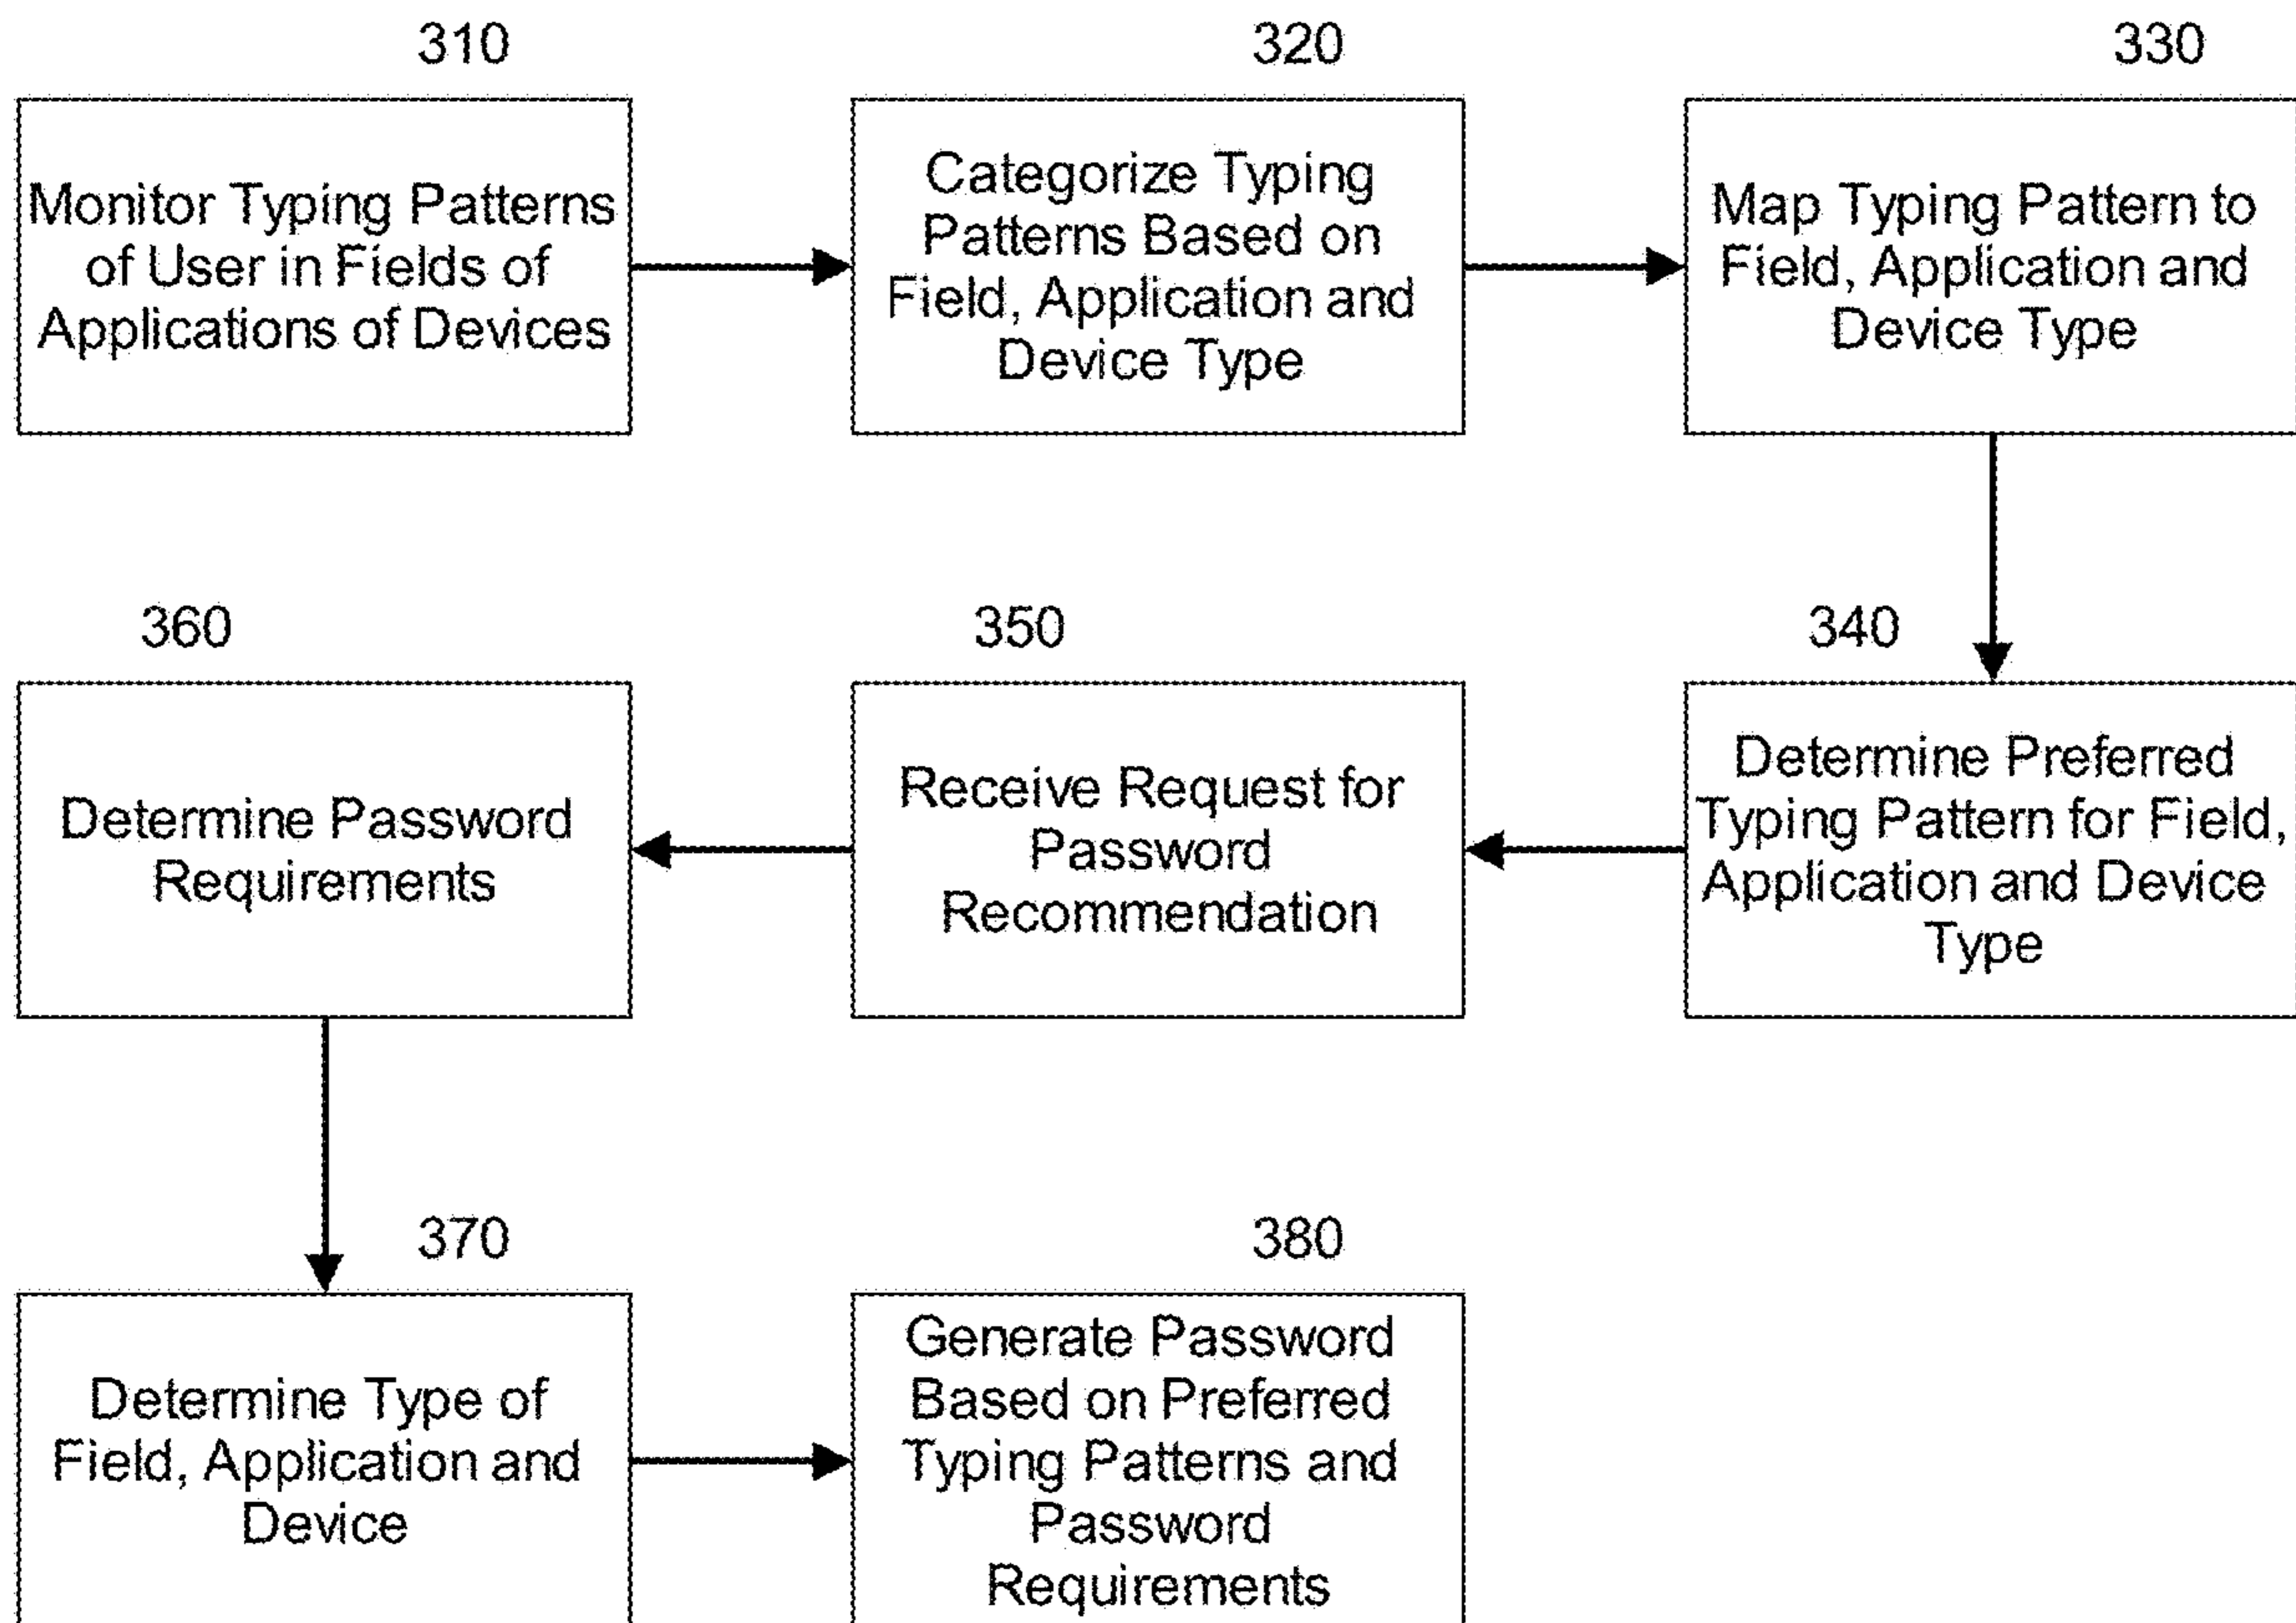 310
Monitor Typing Patterns
of User in Fields of
Applications of Devices
320
Categorize Typing
Patterns Based on
Field, Application and
Device Type
330
Map Typing Pattern to
Field, Application and
Device Type
340
Determine Preferred
Typing Pattern for Field,
Application and Device
Type
350
Receive Request for
Password
Recommendation
360
Determine Password
Requirements
370
Determine Type of
Field, Application and
Device
380
Generate Password
Based on Preferred
Typing Patterns and
Password
Requirements